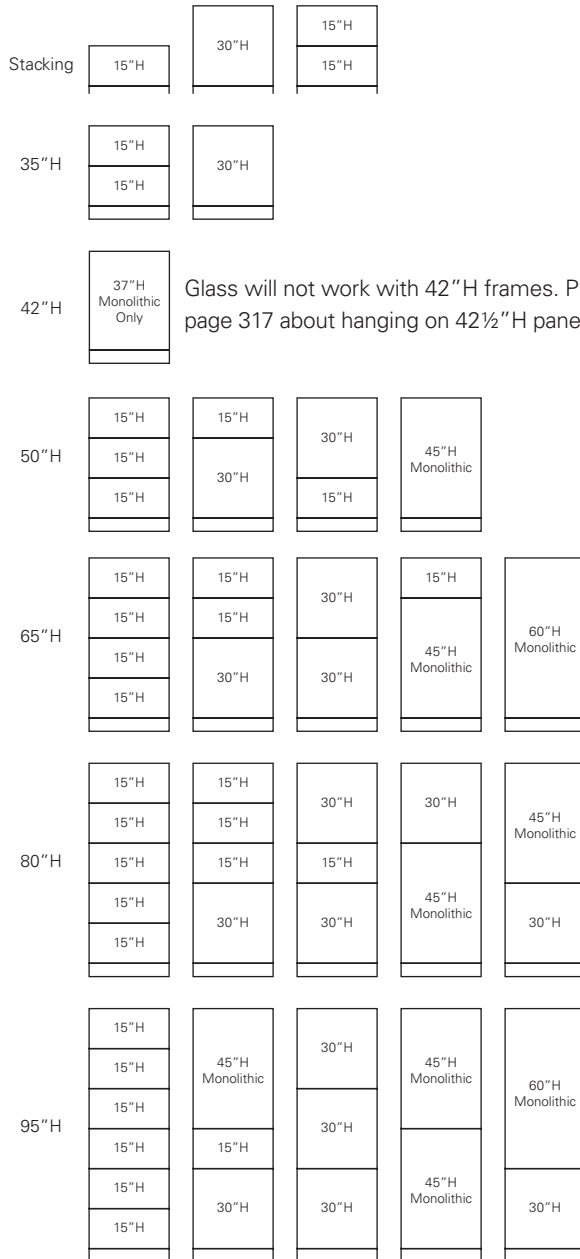 Stacking
15"H
30"H
15"H
15"H
35"H
15"H
15"H
30"H
42"H
37"H
Monolithic
Only
Glass will not work with 42"H frames. P
page 317 about hanging on 42½"H pane
50"H
15"H
15"H
15"H
15"H
30"H
30"H
15"H
45"H
Monolithic
65"H
15"H
15"H
15"H
15"H
15"H
15"H
30"H
30"H
30"H
15"H
45"H
Monolithic
60"H
Monolithic
80"H
15"H
15"H
15"H
15"H
15"H
15"H
15"H
15"H
30"H
30"H
15"H
30"H
30"H
45"H
Monolithic
45"H
Monolithic
30"H
95"H
15"H
15"H
15"H
15"H
15"H
15"H
45"H
Monolithic
15"H
30"H
30"H
30"H
30"H
45"H
Monolithic
45"H
Monolithic
60"H
Monolithic
30"H